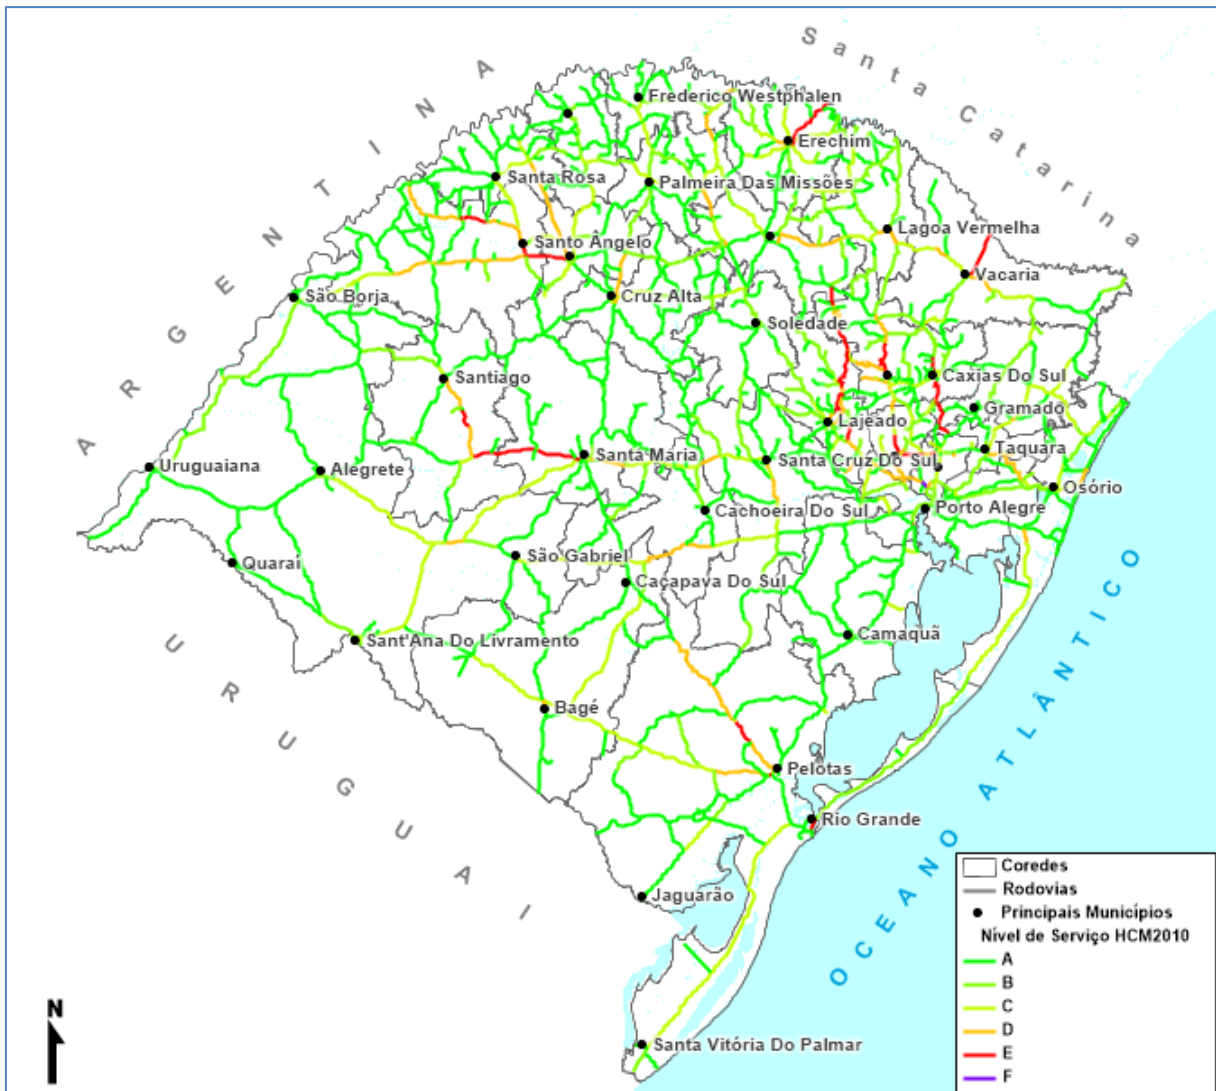 Santa Catarina
ARGENTINA
Frederico Westphalen
Erechim
Santa Rosa
Palmeira Das Missões
Lagoa Vermelha
Santo Ângelo
Vacaria
São Borja
Cruz Alta
Soledade
Santiago
Caxias Do Sul
Gramado
Lajeado
Taquara
Uruguaiana
Alegrete
Santa Maria
Santa Cruz Do Sul
Osório
Cachoeira Do Sul
Porto Alegre
Quaraí
São Gabriel
Caçapava Do Sul
Sant'Ana Do Livramento
Camaquã
Bagé
Pelotas
Rio Grande
Jaguarão
Santa Vitória Do Palmar
URUGUAI
OCEANO ATLÂNTICO
N
Coredes
Rodovias
Principais Municípios
Nível de Serviço HCM2010
A
B
C
D
E
F